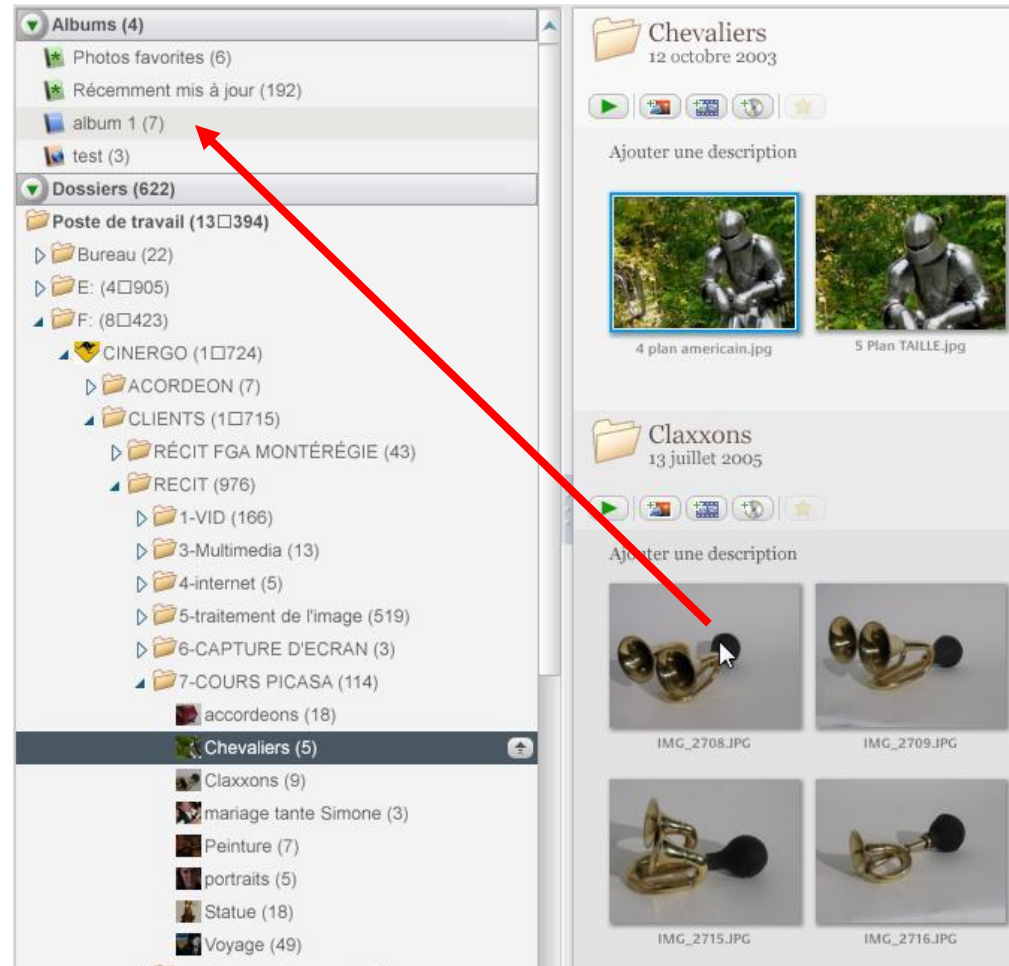 Albums (4)
Photos favorites (6)
Récemment mis à jour (192)
album 1 (7)
test (3)
Dossiers (622)
Poste de travail (13□394)
Bureau (22)
E: (4□905)
F: (8□423)
CINERGO (1□724)
ACORDEON (7)
CLIENTS (1□715)
RÉCIT FGA MONTÉRÉGIE (43)
RECIT (976)
1-VID (166)
3-Multimedia (13)
4-internet (5)
5-traitement de l'image (519)
6-CAPTURE D'ECRAN (3)
7-COURS PICASA (114)
accordeons (18)
Chevaliers (5)
Claxxons (9)
mariage tante Simone (3)
Peinture (7)
portraits (5)
Statue (18)
Voyage (49)
Chevaliers
12 octobre 2003
Ajouter une description
4 plan americain.jpg
5 Plan TAILLE.jpg
Claxxons
13 juillet 2005
Ajouter une description
IMG_2708.JPG
IMG_2709.JPG
IMG_2715.JPG
IMG_2716.JPG